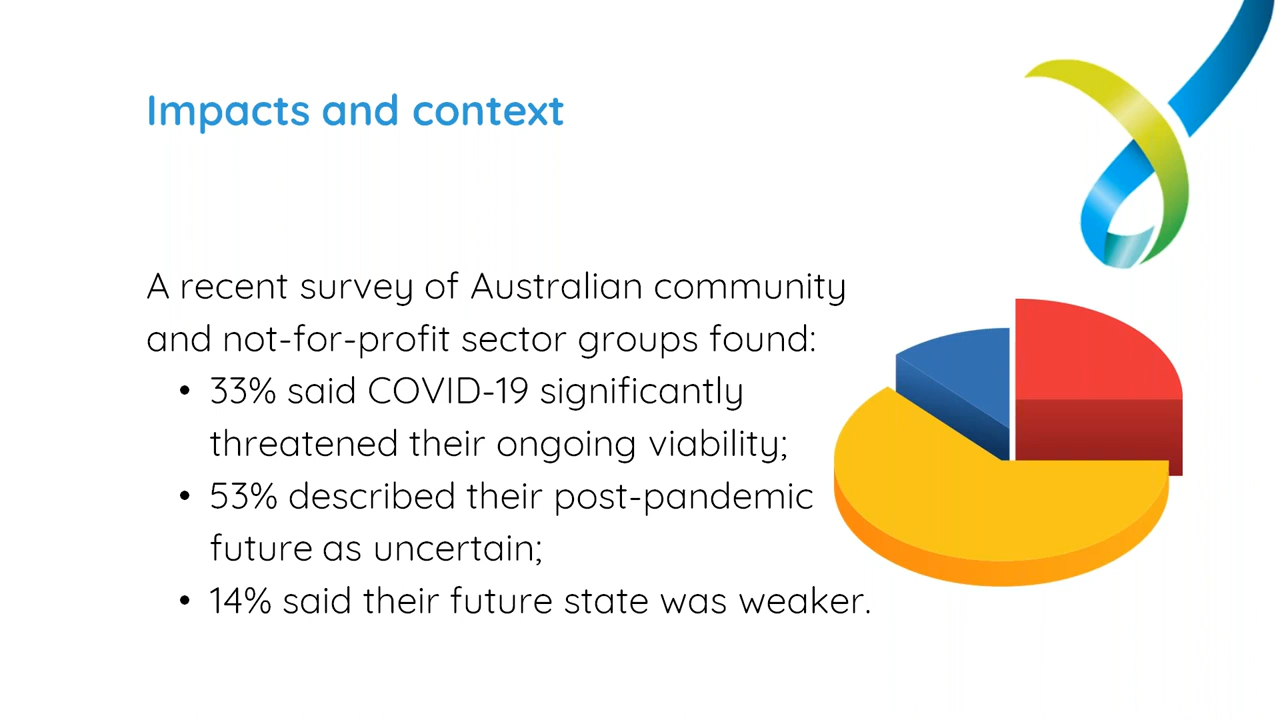 Impacts and context
A recent survey of Australian community
and not-for-profit sector groups found:
• 33% said COVID-19 significantly
threatened their ongoing viability;
• 53% described their post-pandemic
future as uncertain;
• 14% said their future state was weaker.